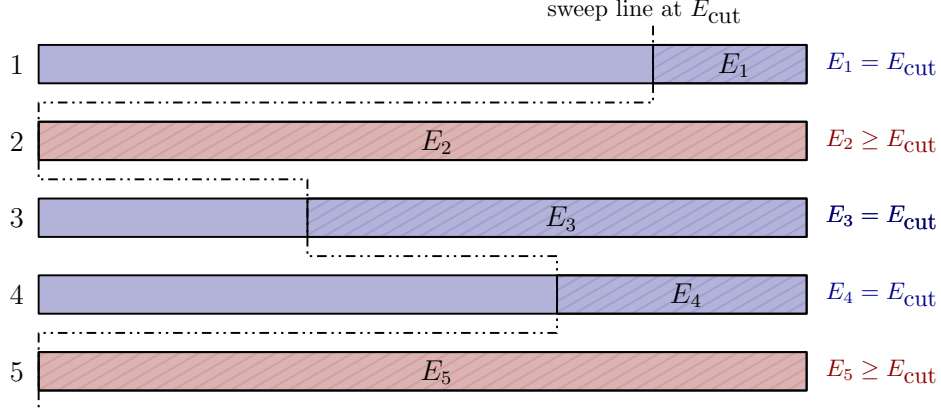 sweep line at E_cut
1 E_1 E_1 = E_cut
2 E_2 E_2 ≥ E_cut
3 E_3 E_3 = E_cut
4 E_4 E_4 = E_cut
5 E_5 E_5 ≥ E_cut